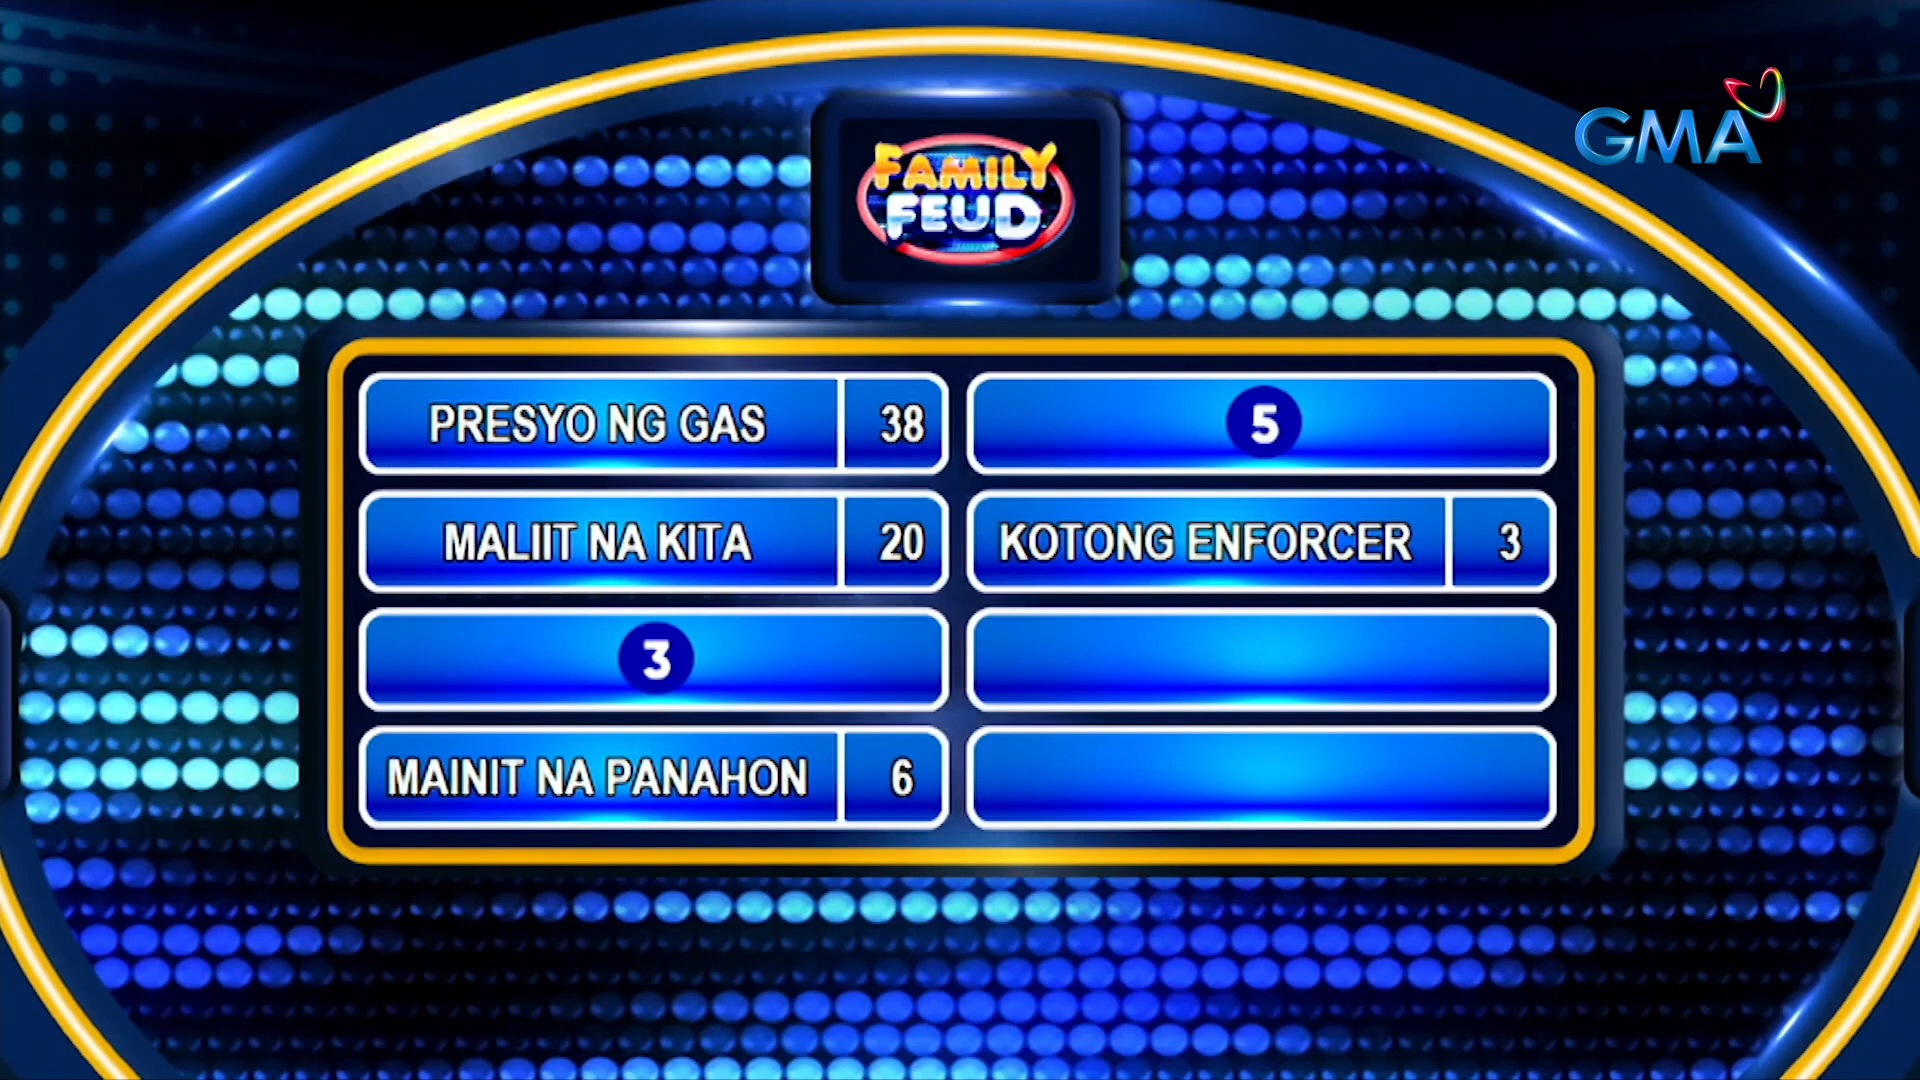 GMA
FAMILY
FEUD
PRESYO NG GAS 38
MALIIT NA KITA 20
3
MAINIT NA PANAHON 6
5
KOTONG ENFORCER 3